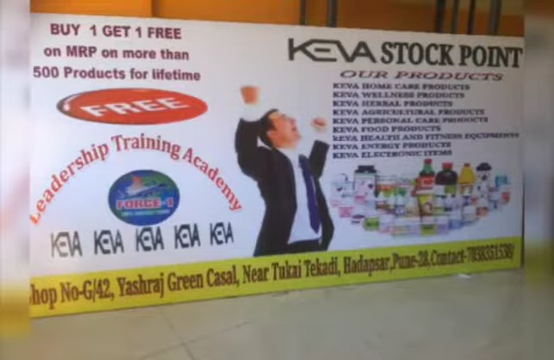 BUY 1 GET 1 FREE
on MRP on more than
500 Products for lifetime
FREE
Leadership Training Academy
FORCE-1
KEVA KEVA KEVA KEVA KEVA
KEVA STOCK POINT
OUR PRODUCTS
KEVA HOME CARE PRODUCTS
KEVA WELLNESS PRODUCTS
KEVA HERBAL PRODUCTS
KEVA AGRICULTURAL PRODUCTS
KEVA PERSONAL CARE PRODUCTS
KEVA FOOD PRODUCTS
KEVA HEALTH AND FITNESS EQUIPMENTS
KEVA ENERGY PRODUCTS
KEVA ELECTRONIC ITEMS
hop No-G/42, Yashraj Green Casal, Near Tukai Tekadi, Hadapsar,Pune-28,Contact-